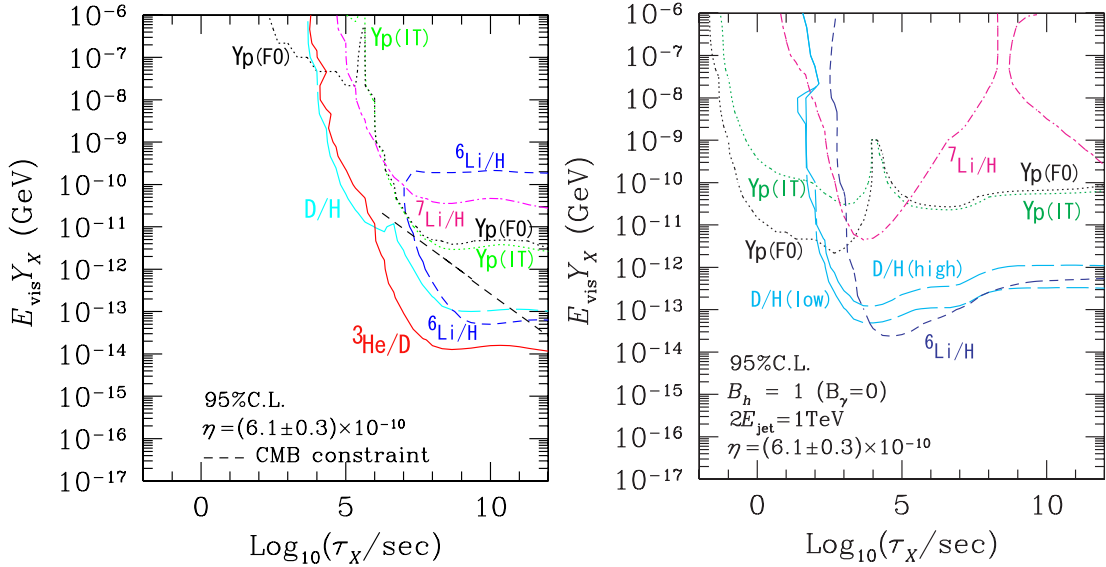 10⁻⁶
10⁻⁷
10⁻⁸
10⁻⁹
10⁻¹⁰
10⁻¹¹
10⁻¹²
10⁻¹³
10⁻¹⁴
10⁻¹⁵
10⁻¹⁶
10⁻¹⁷
E_vis Y_X (GeV)
Yp(FO)
Yp(IT)
⁶Li/H
D/H
⁷Li/H
Yp(FO)
Yp(IT)
³He/D
⁶Li/H
95%C.L.
η=(6.1±0.3)×10⁻¹⁰
--- CMB constraint
0
5
10
Log₁₀(τ_X/sec)
10⁻⁶
10⁻⁷
10⁻⁸
10⁻⁹
10⁻¹⁰
10⁻¹¹
10⁻¹²
10⁻¹³
10⁻¹⁴
10⁻¹⁵
10⁻¹⁶
10⁻¹⁷
E_vis Y_X (GeV)
⁷Li/H
Yp(IT)
Yp(FO)
Yp(IT)
Yp(FO)
D/H(high)
D/H(low)
⁶Li/H
95%C.L.
B_h = 1 (B_γ=0)
2E_jet=1TeV
η=(6.1±0.3)×10⁻¹⁰
0
5
10
Log₁₀(τ_X/sec)